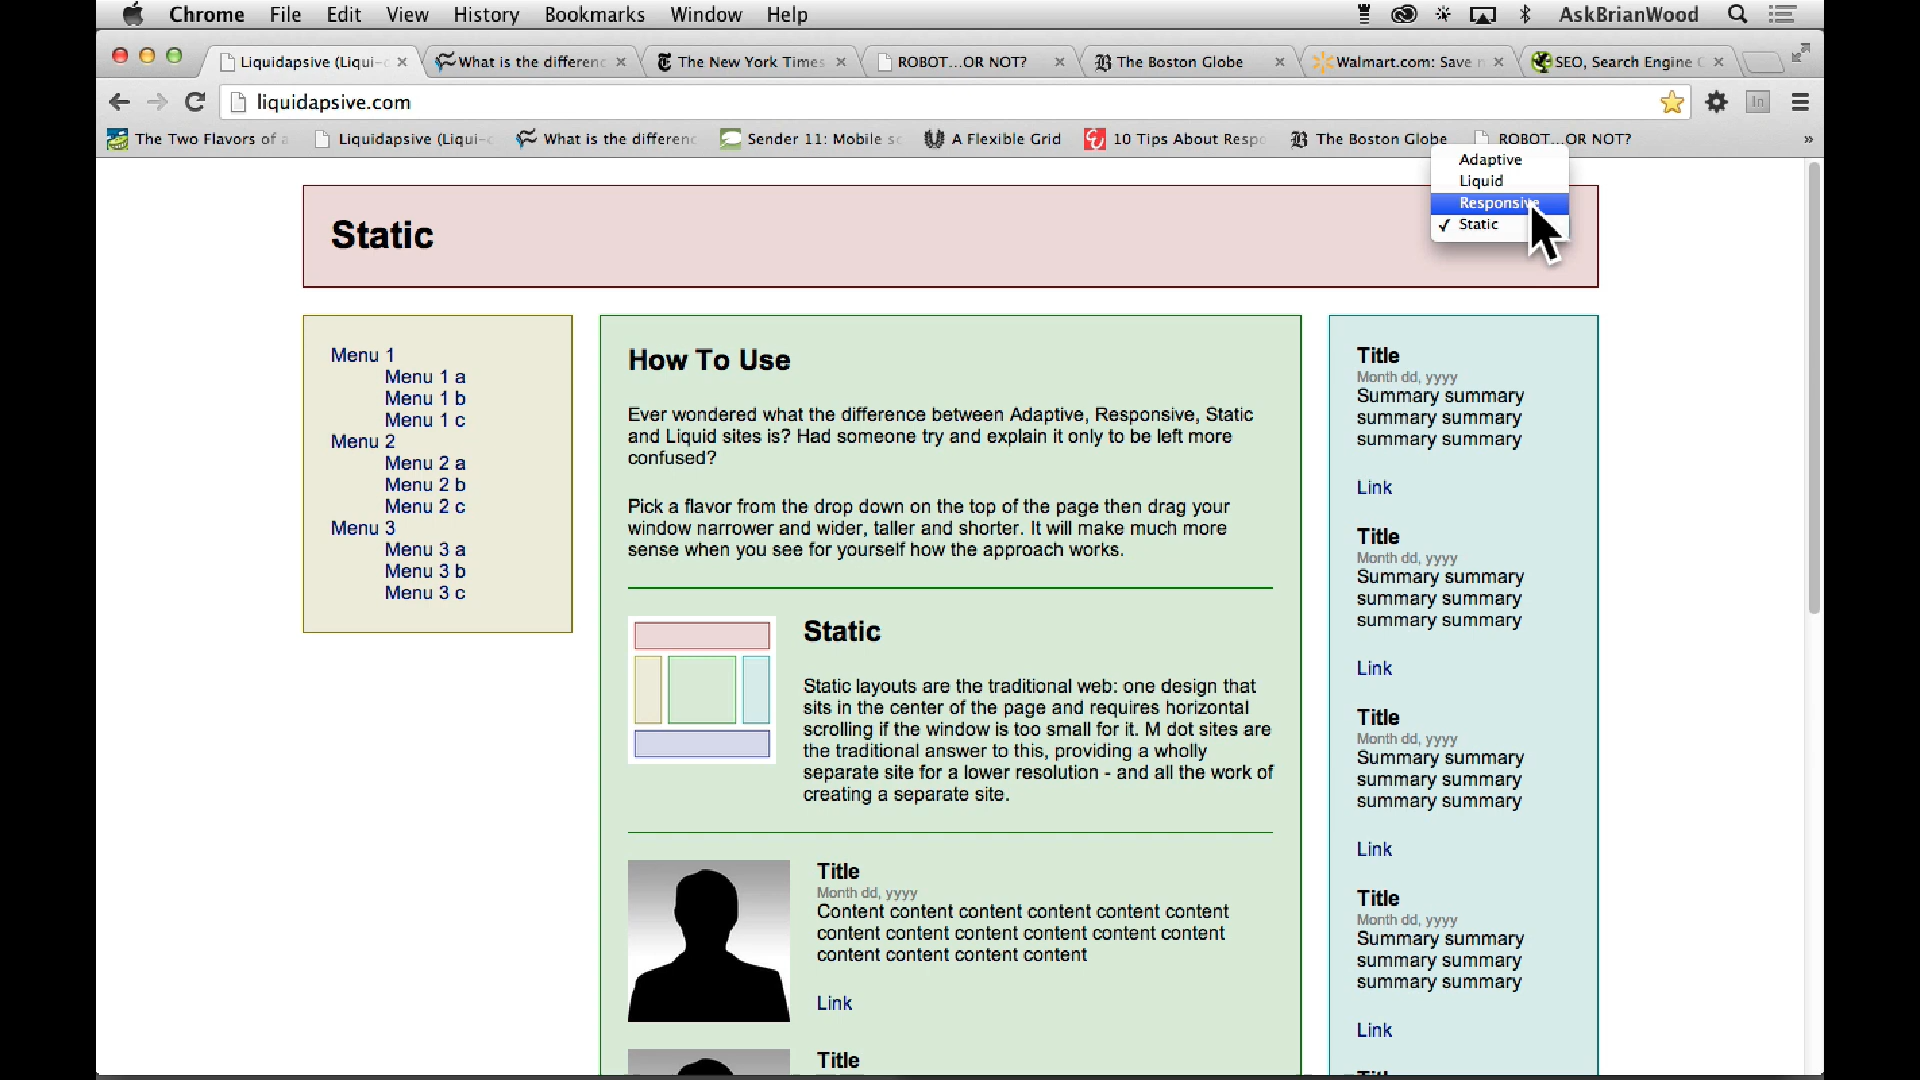 Chrome File Edit View History Bookmarks Window Help AskBrianWood
Liquidapsive (Liqui- What is the differenc The New York Times ROBOT...OR NOT? The Boston Globe Walmart.com: Save SEO, Search Engine
liquidapsive.com
The Two Flavors of a Liquidapsive (Liqui- What is the differenc Sender 11: Mobile sc A Flexible Grid 10 Tips About Respo The Boston Globe ROBOT...OR NOT? »
Adaptive
Liquid
Responsive
✓ Static
Static
Menu 1
Menu 1 a
Menu 1 b
Menu 1 c
Menu 2
Menu 2 a
Menu 2 b
Menu 2 c
Menu 3
Menu 3 a
Menu 3 b
Menu 3 c
How To Use
Ever wondered what the difference between Adaptive, Responsive, Static
and Liquid sites is? Had someone try and explain it only to be left more
confused?
Pick a flavor from the drop down on the top of the page then drag your
window narrower and wider, taller and shorter. It will make much more
sense when you see for yourself how the approach works.
Static
Static layouts are the traditional web: one design that
sits in the center of the page and requires horizontal
scrolling if the window is too small for it. M dot sites are
the traditional answer to this, providing a wholly
separate site for a lower resolution - and all the work of
creating a separate site.
Title
Month dd, yyyy
Content content content content content content
content content content content content content
content content content content
Link
Title
Title
Month dd, yyyy
Summary summary
summary summary
summary summary
Link
Title
Month dd, yyyy
Summary summary
summary summary
summary summary
Link
Title
Month dd, yyyy
Summary summary
summary summary
summary summary
Link
Title
Month dd, yyyy
Summary summary
summary summary
summary summary
Link